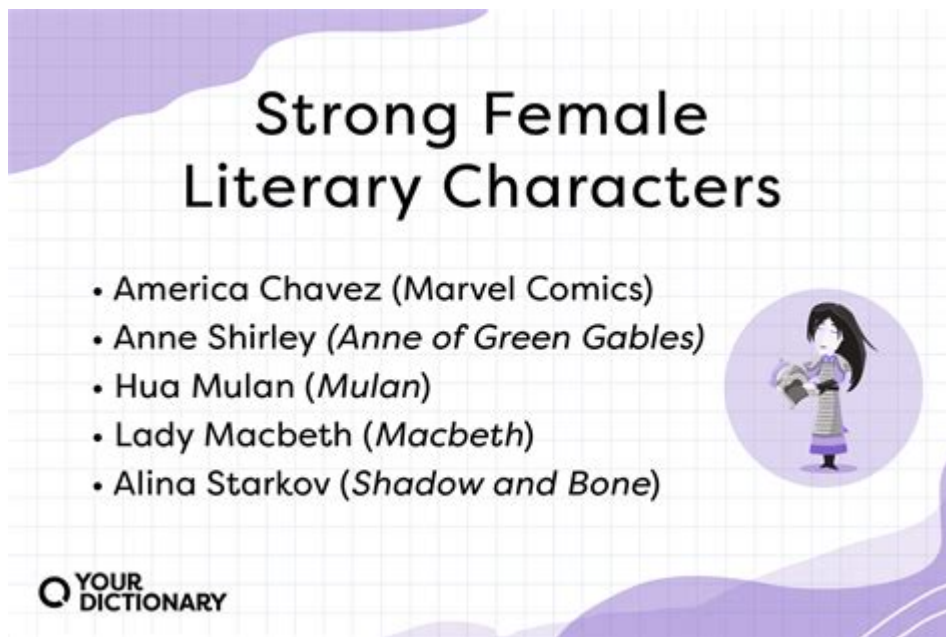 Strong Female
Literary Characters
• America Chavez (Marvel Comics)
• Anne Shirley (Anne of Green Gables)
• Hua Mulan (Mulan)
• Lady Macbeth (Macbeth)
• Alina Starkov (Shadow and Bone)
YOUR
DICTIONARY